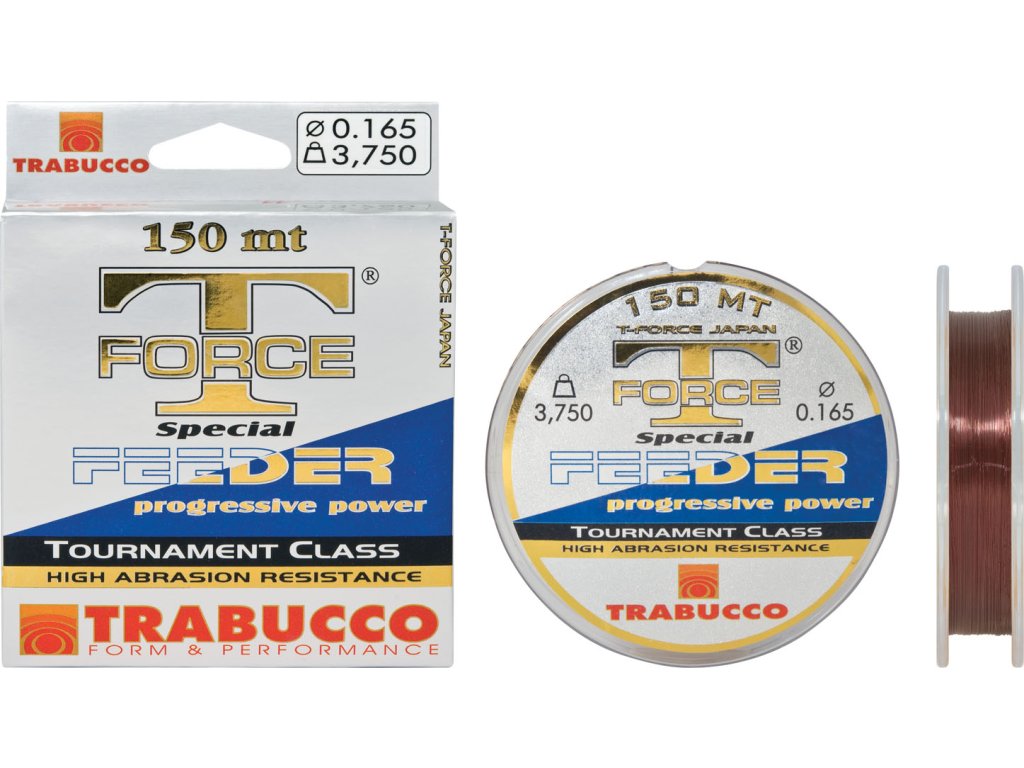 TRABUCCO
Ø 0.165
3,750
150 mt
T-FORCE JAPAN
T ®
FORCE
Special
FEEDER
progressive power
TOURNAMENT CLASS
HIGH ABRASION RESISTANCE
TRABUCCO
FORM & PERFORMANCE
150 MT
T-FORCE JAPAN
T ®
FORCE
3,750
Ø
0.165
Special
FEEDER
progressive power
TOURNAMENT CLASS
HIGH ABRASION RESISTANCE
TRABUCCO